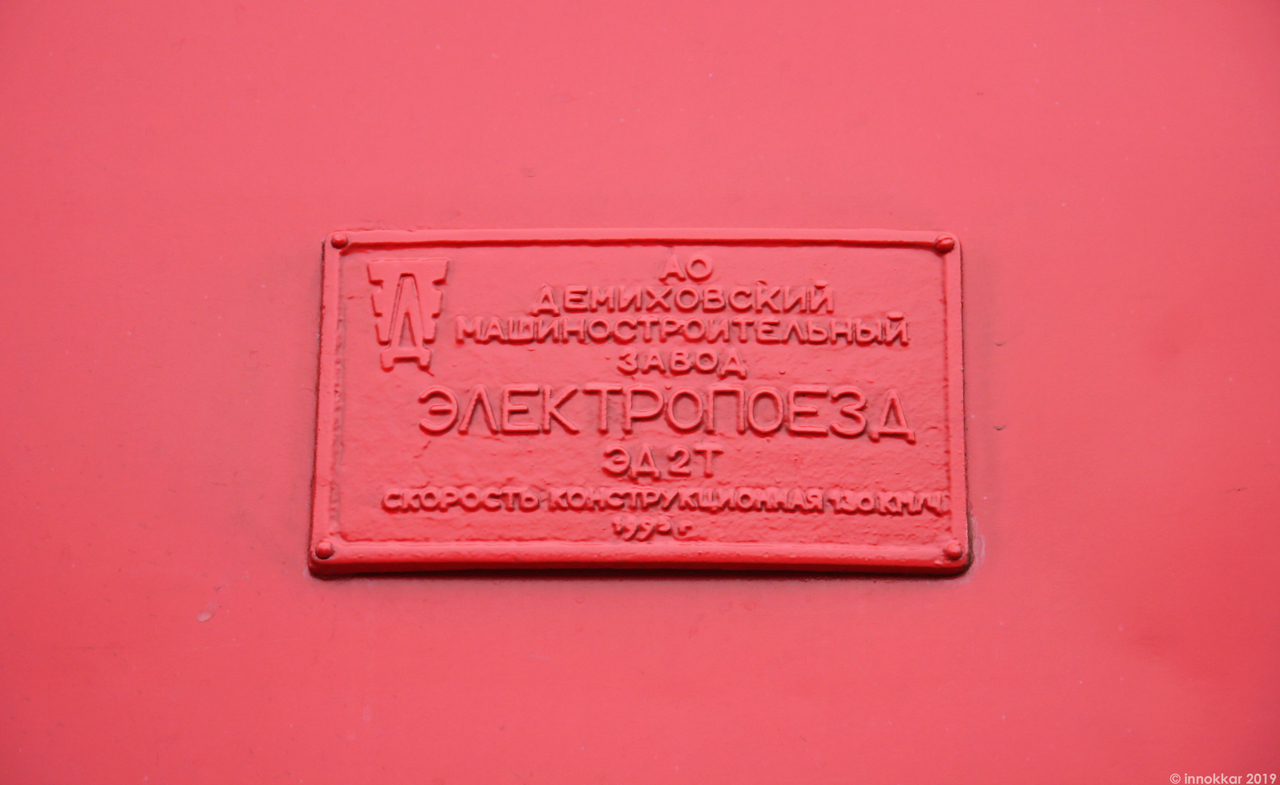 АО
ДЕМИХОВСКИЙ
МАШИНОСТРОИТЕЛЬНЫЙ
ЗАВОД
ЭЛЕКТРОПОЕЗД
ЭД 2Т
СКОРОСТЬ КОНСТРУКЦИОННАЯ 130 КМ/Ч
г.
© innokkar 2019